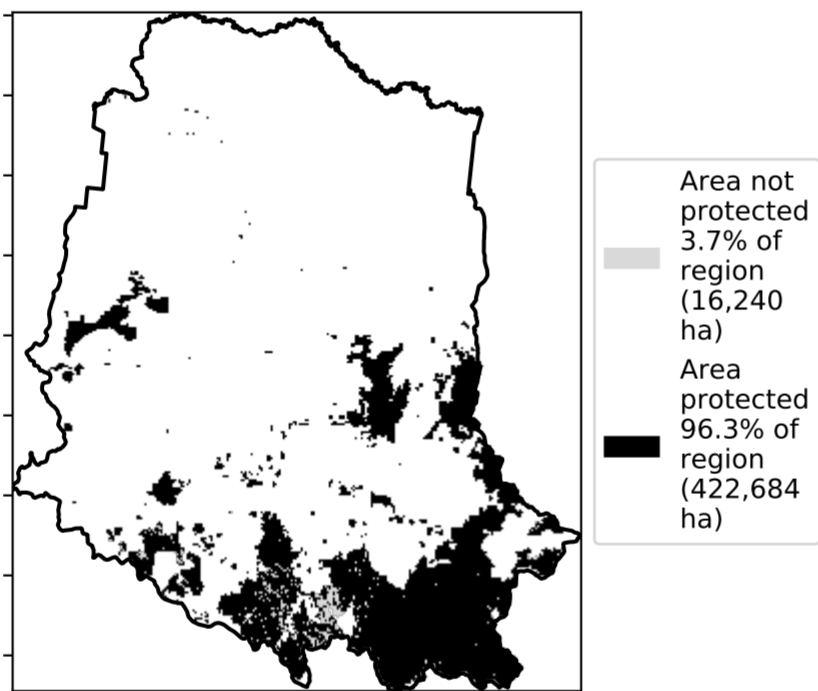 Area not
protected
3.7% of
region
(16,240
ha)
Area
protected
96.3% of
region
(422,684
ha)